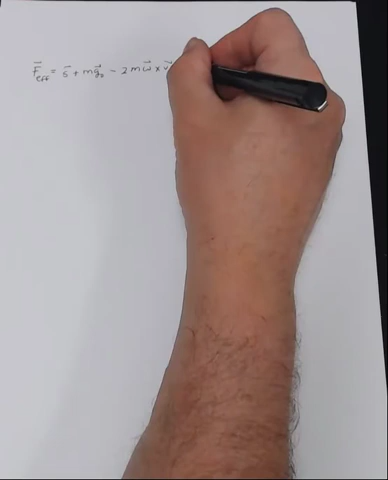 F⃗eff = S⃗ + mg⃗₀ − 2mω⃗ × v⃗